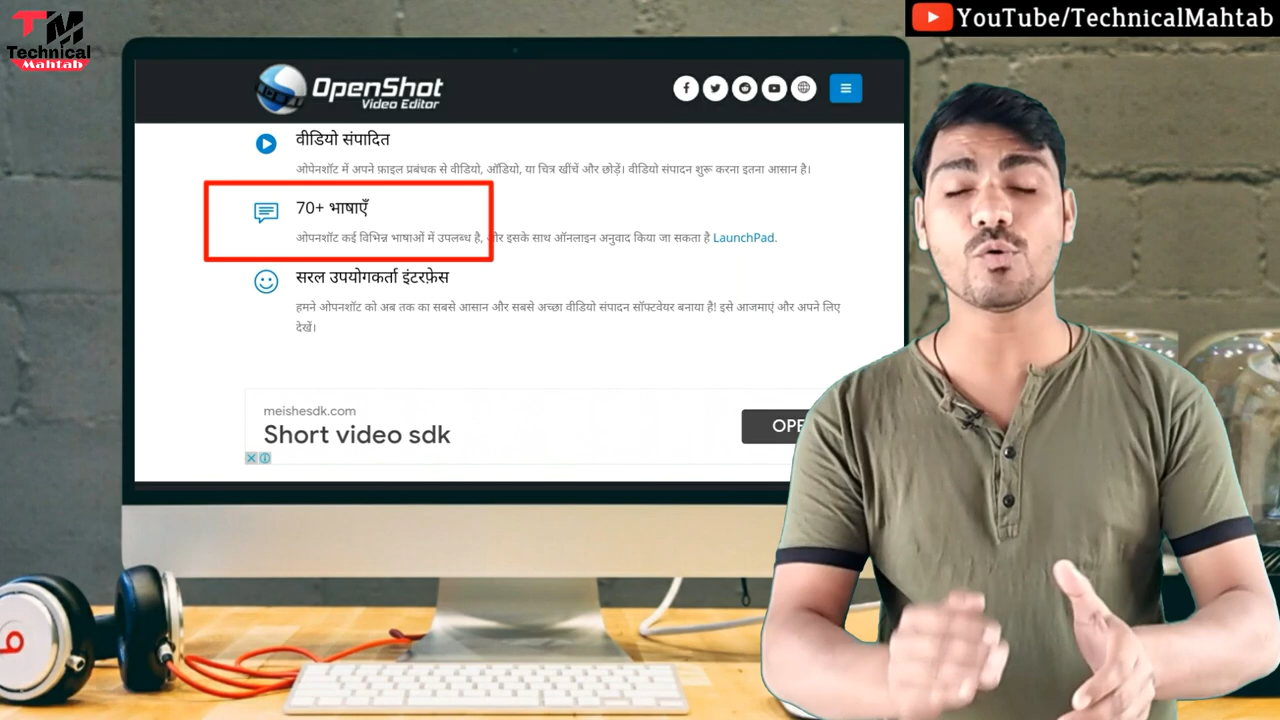 TM
Technical
Mahtab
YouTube/TechnicalMahtab
OpenShot
Video Editor
वीडियो संपादित
ओपेनशॉट में अपने फ़ाइल प्रबंधक से वीडियो, ऑडियो, या चित्र खींचें और छोड़ें। वीडियो संपादन शुरू करना इतना आसान है।
70+ भाषाएँ
ओपनशॉट कई विभिन्न भाषाओं में उपलब्ध है, और इसके साथ ऑनलाइन अनुवाद किया जा सकता है LaunchPad.
सरल उपयोगकर्ता इंटरफ़ेस
हमने ओपनशॉट को अब तक का सबसे आसान और सबसे अच्छा वीडियो संपादन सॉफ्टवेयर बनाया है! इसे आजमाएं और अपने लिए
देखें।
meishesdk.com
Short video sdk
OPE